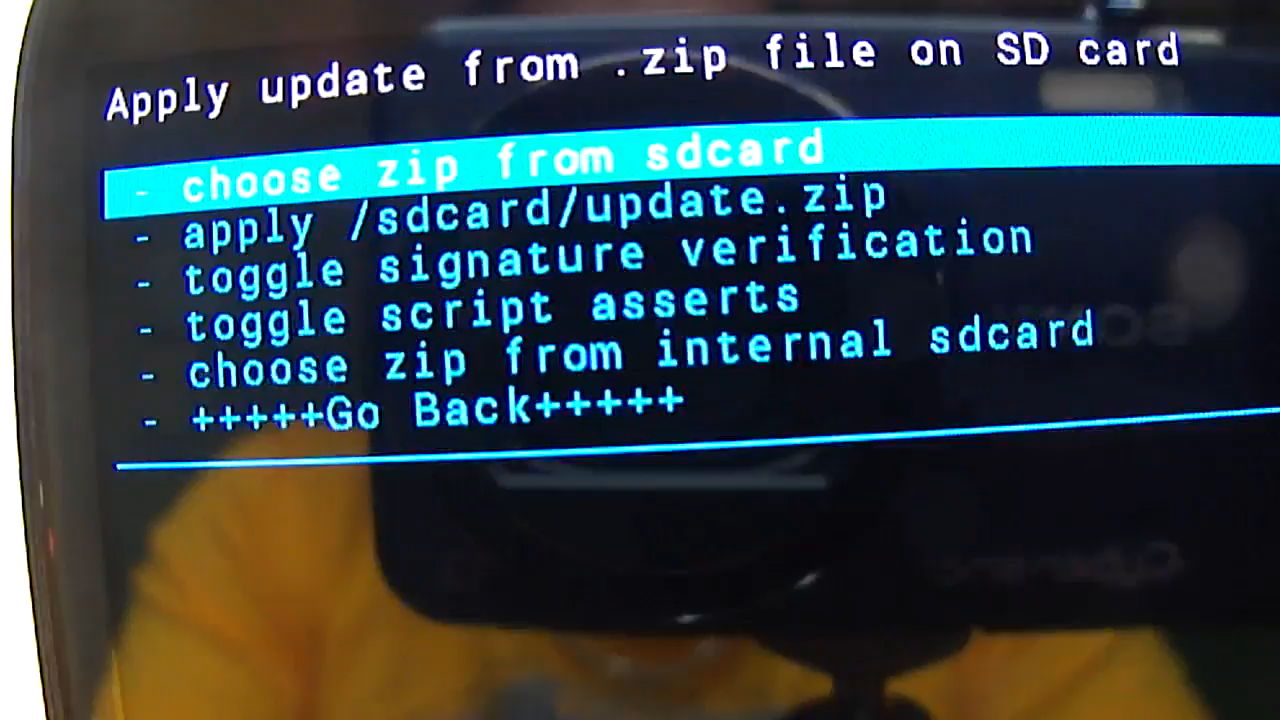 Apply update from .zip file on SD card
- choose zip from sdcard
- apply /sdcard/update.zip
- toggle signature verification
- toggle script asserts
- choose zip from internal sdcard
- +++++Go Back+++++